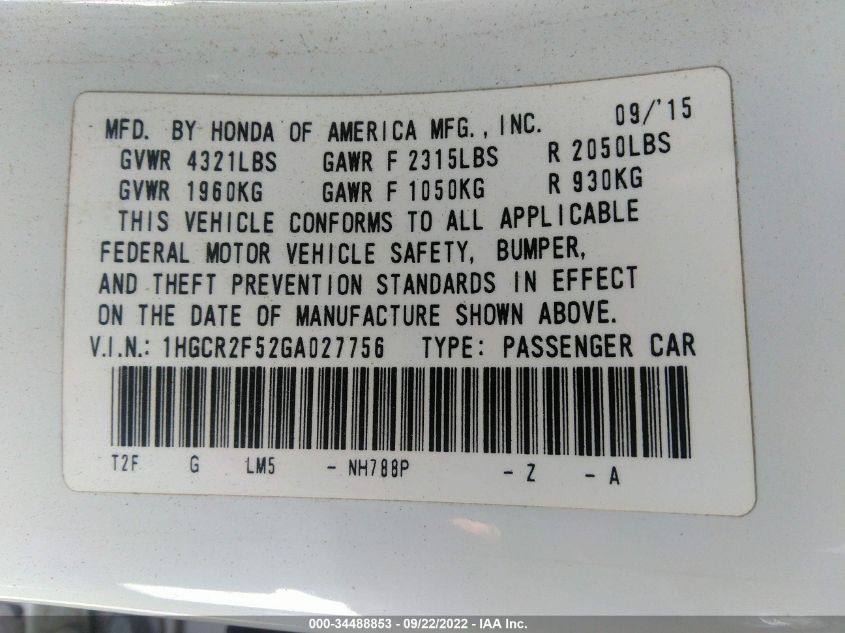 MFD. BY HONDA OF AMERICA MFG., INC. 09/'15
GVWR 4321LBS GAWR F 2315LBS R 2050LBS
GVWR 1960KG GAWR F 1050KG R 930KG
THIS VEHICLE CONFORMS TO ALL APPLICABLE
FEDERAL MOTOR VEHICLE SAFETY, BUMPER,
AND THEFT PREVENTION STANDARDS IN EFFECT
ON THE DATE OF MANUFACTURE SHOWN ABOVE.
V.I.N.: 1HGCR2F52GA027756 TYPE: PASSENGER CAR
T2F G LM5 - NH788P - Z - A
000-34488853 - 09/22/2022 - IAA Inc.